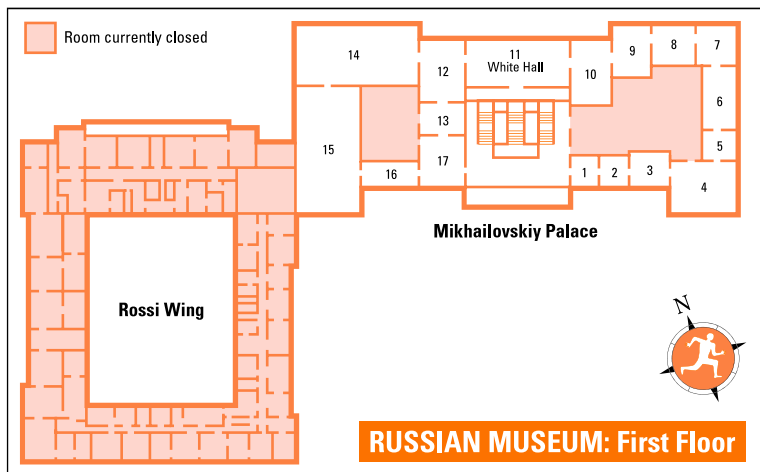 Room currently closed
14
12
11
White Hall
10
9
8
7
13
6
15
17
5
16
1
2
3
4
Mikhailovskiy Palace
Rossi Wing
N
RUSSIAN MUSEUM: First Floor